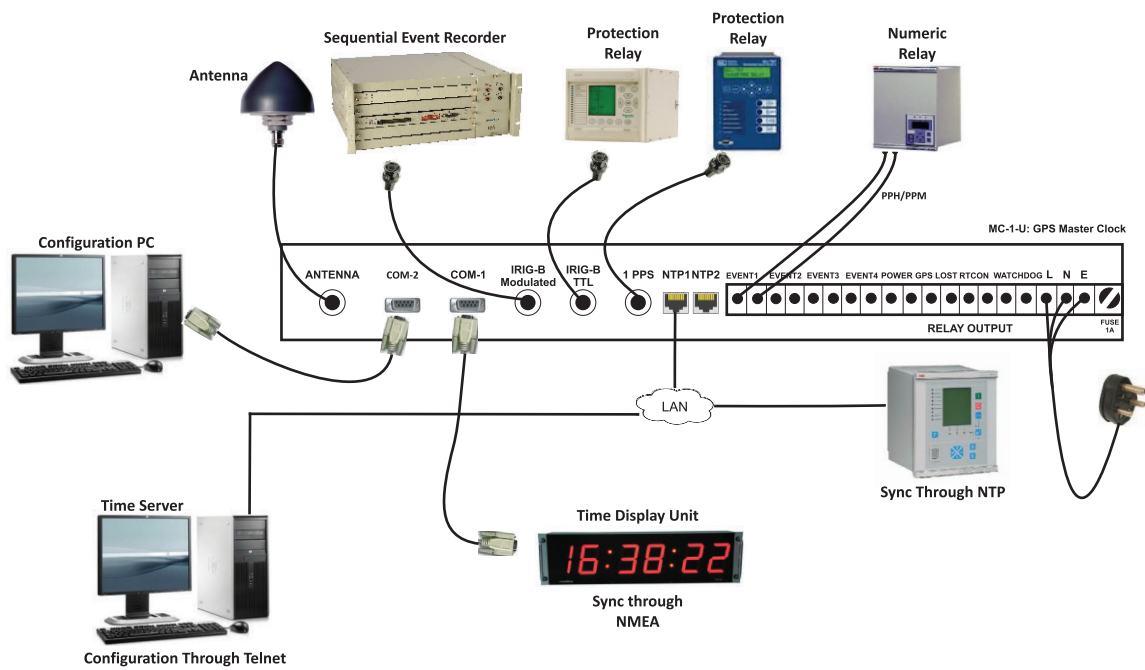 Sequential Event Recorder
Protection
Relay
Protection
Relay
Numeric
Relay
Antenna
PPH/PPM
Configuration PC
MC-1-U: GPS Master Clock
ANTENNA
COM-2
COM-1
IRIG-B
Modulated
IRIG-B
TTL
1 PPS
NTP1 NTP2
EVENT1 EVENT2 EVENT3 EVENT4 POWER GPS LOST RTCON WATCHDOG L N E
RELAY OUTPUT
FUSE
1A
LAN
Sync Through NTP
Time Server
Time Display Unit
16:38:22
Sync through
NMEA
Configuration Through Telnet